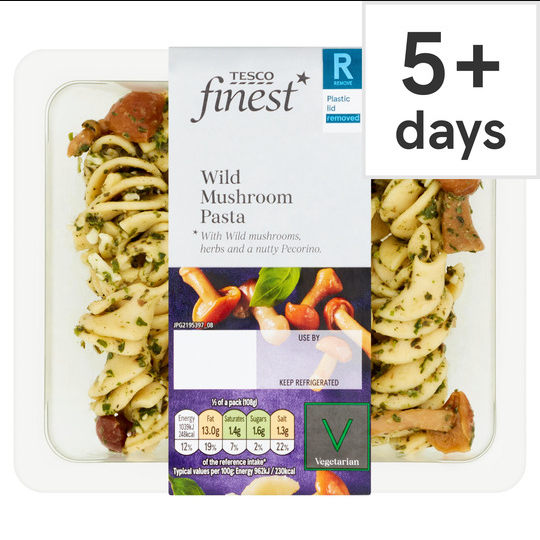 5+
days
TESCO
finest*
R
REMOVE
Plastic
lid
removed
Wild
Mushroom
Pasta
* With Wild mushrooms,
herbs and a nutty Pecorino.
JPG2195397_08
USE BY
KEEP REFRIGERATED
½ of a pack (108g)
Energy 1039kJ 248kcal 12%
Fat 13.0g 19%
Saturates 1.4g 7%
Sugars 1.6g 2%
Salt 1.3g 22%
of the reference intake*
Typical values per 100g: Energy 962kJ / 230kcal
V
Vegetarian